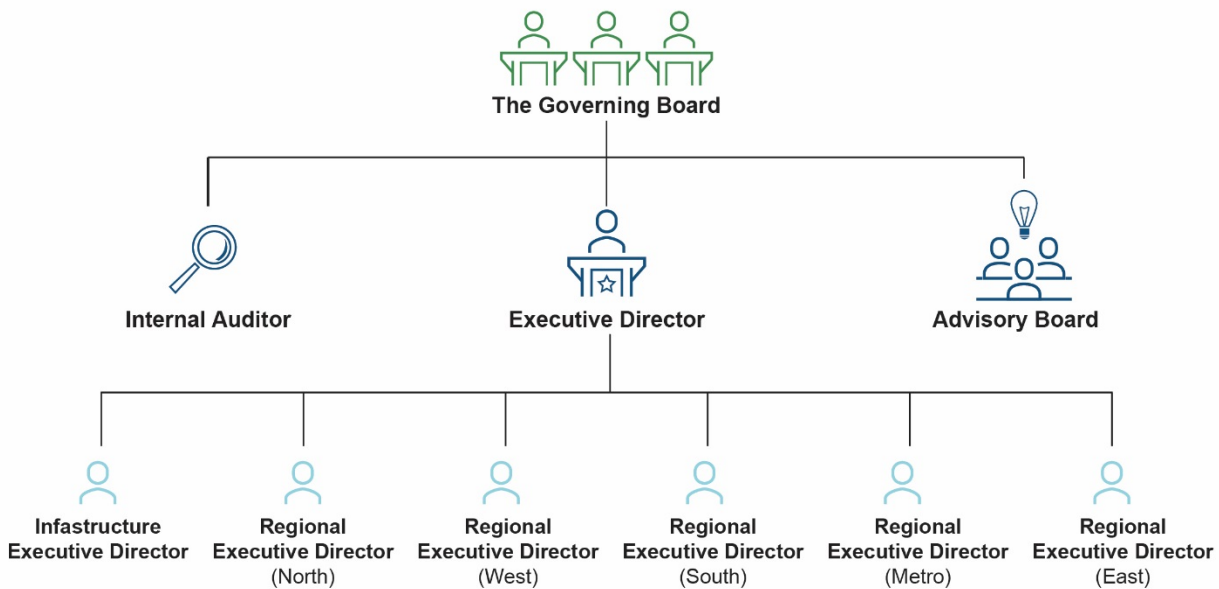 The Governing Board
Internal Auditor
Executive Director
Advisory Board
Infastructure
Executive Director
Regional
Executive Director
(North)
Regional
Executive Director
(West)
Regional
Executive Director
(South)
Regional
Executive Director
(Metro)
Regional
Executive Director
(East)